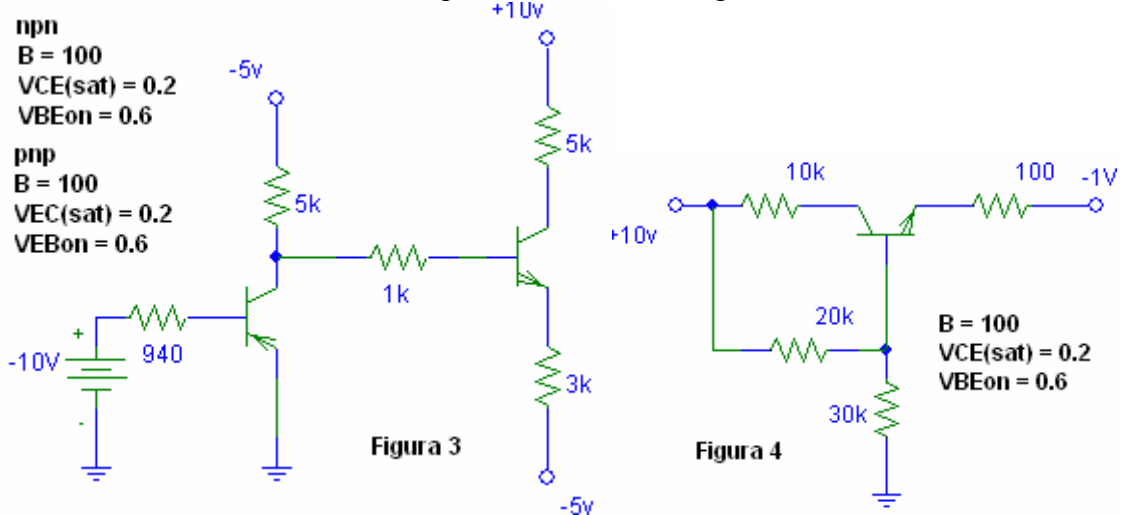 npn
B = 100
VCE(sat) = 0.2
VBEon = 0.6
pnp
B = 100
VEC(sat) = 0.2
VEBon = 0.6
-5v
5k
+10v
5k
1k
+
940
-10V
-
3k
-5v
Figura 3
10k
100
-1V
+10v
20k
30k
B = 100
VCE(sat) = 0.2
VBEon = 0.6
Figura 4